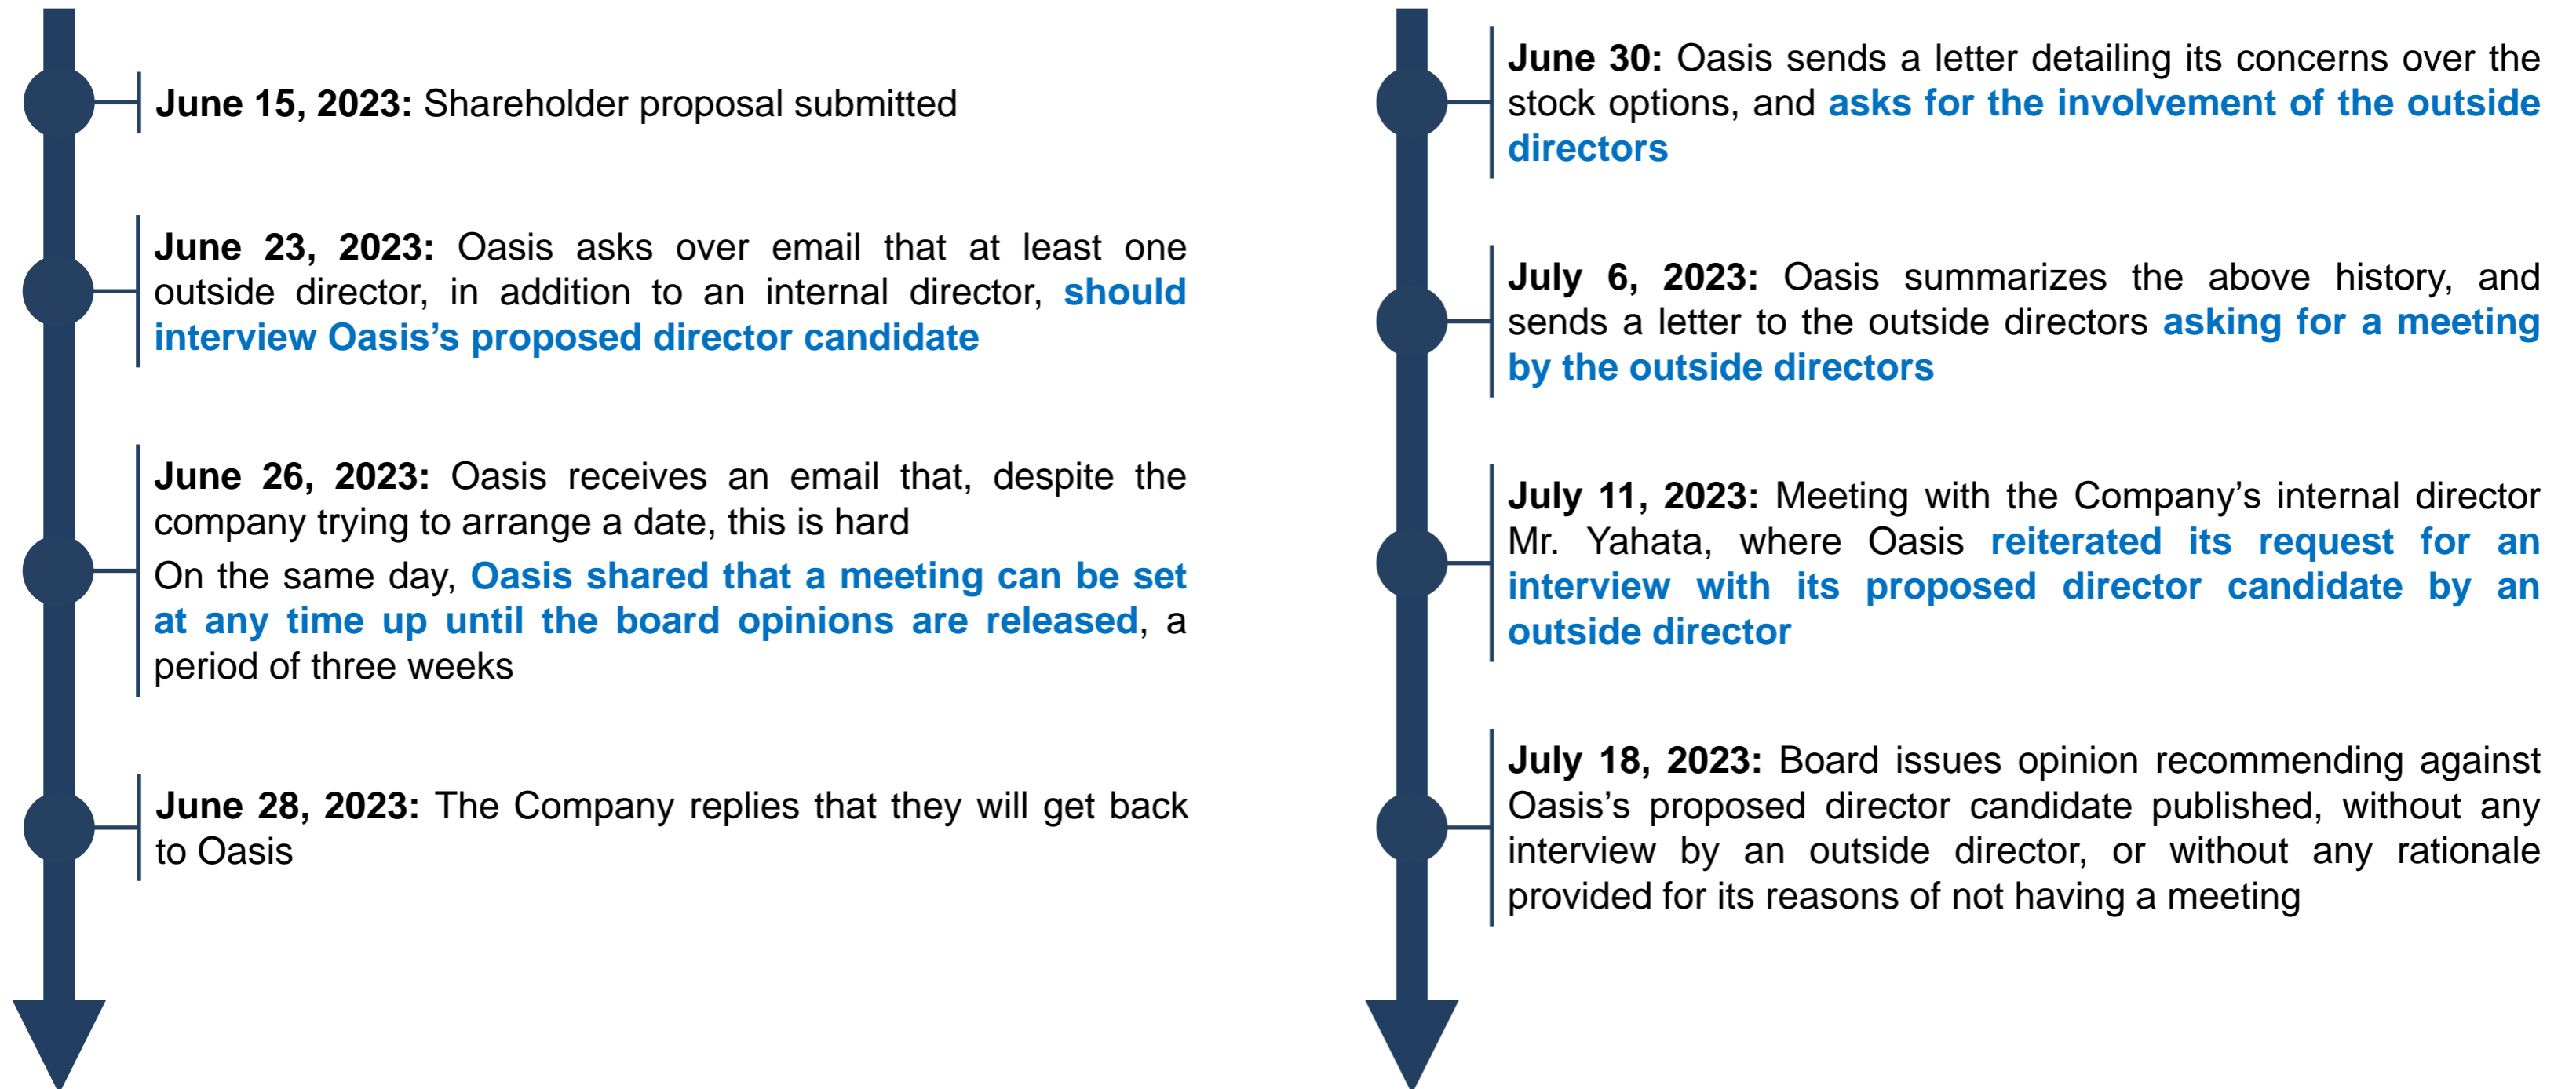 June 15, 2023: Shareholder proposal submitted
June 23, 2023: Oasis asks over email that at least one
outside director, in addition to an internal director, should
interview Oasis’s proposed director candidate
June 26, 2023: Oasis receives an email that, despite the
company trying to arrange a date, this is hard
On the same day, Oasis shared that a meeting can be set
at any time up until the board opinions are released, a
period of three weeks
June 28, 2023: The Company replies that they will get back
to Oasis
June 30: Oasis sends a letter detailing its concerns over the
stock options, and asks for the involvement of the outside
directors
July 6, 2023: Oasis summarizes the above history, and
sends a letter to the outside directors asking for a meeting
by the outside directors
July 11, 2023: Meeting with the Company’s internal director
Mr. Yahata, where Oasis reiterated its request for an
interview with its proposed director candidate by an
outside director
July 18, 2023: Board issues opinion recommending against
Oasis’s proposed director candidate published, without any
interview by an outside director, or without any rationale
provided for its reasons of not having a meeting